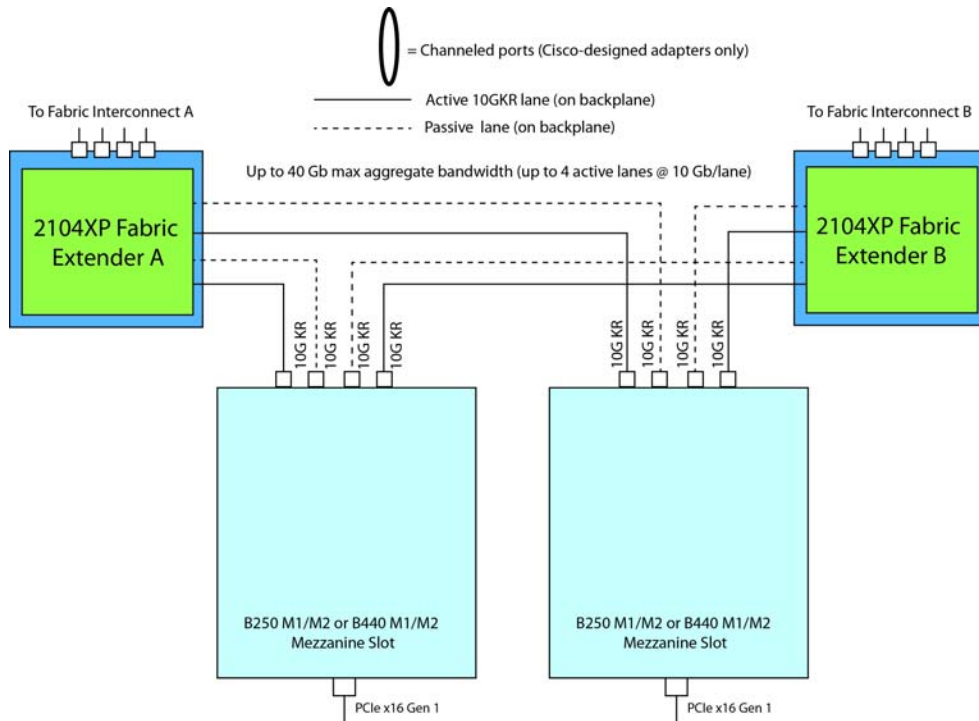 = Channeled ports (Cisco-designed adapters only)
Active 10GKR lane (on backplane)
Passive lane (on backplane)
To Fabric Interconnect A
To Fabric Interconnect B
Up to 40 Gb max aggregate bandwidth (up to 4 active lanes @ 10 Gb/lane)
2104XP Fabric
Extender A
2104XP Fabric
Extender B
10G KR
10G KR
10G KR
10G KR
10G KR
10G KR
10G KR
10G KR
B250 M1/M2 or B440 M1/M2
Mezzanine Slot
B250 M1/M2 or B440 M1/M2
Mezzanine Slot
PCIe x16 Gen 1
PCIe x16 Gen 1